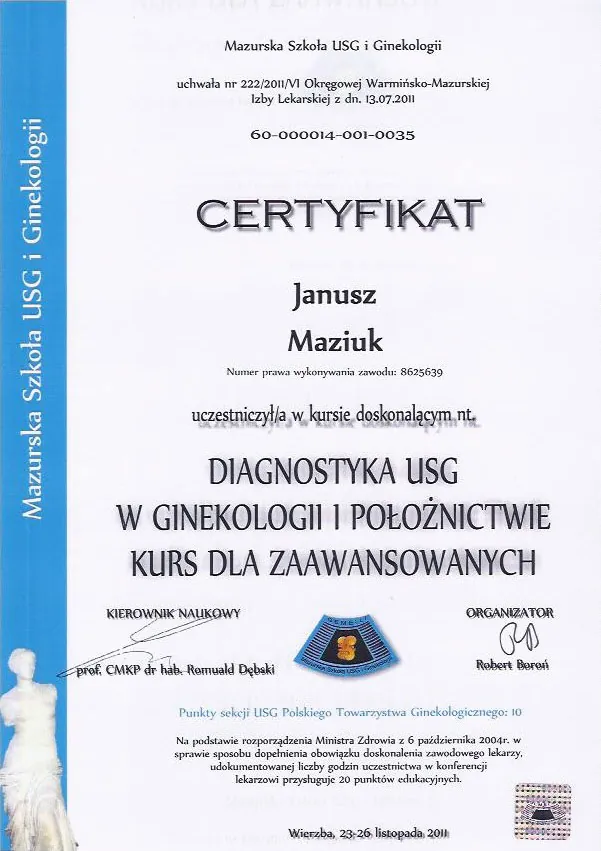 Mazurska Szkoła USG i Ginekologii
Mazurska Szkoła USG i Ginekologii
uchwała nr 222/2011/VI Okręgowej Warmińsko-Mazurskiej
Izby Lekarskiej z dn. 13.07.2011
60-000014-001-0035
CERTYFIKAT
Janusz
Maziuk
Numer prawa wykonywania zawodu: 8625639
uczestniczył/a w kursie doskonalącym nt.
DIAGNOSTYKA USG
W GINEKOLOGII I POŁOŻNICTWIE
KURS DLA ZAAWANSOWANYCH
KIEROWNIK NAUKOWY
prof. CMKP dr hab. Romuald Dębski
ORGANIZATOR
Robert Boroń
Punkty sekcji USG Polskiego Towarzystwa Ginekologicznego: 10
Na podstawie rozporządzenia Ministra Zdrowia z 6 października 2004r. w
sprawie sposobu dopełnienia obowiązku doskonalenia zawodowego lekarzy,
udokumentowanej liczby godzin uczestnictwa w konferencji
lekarzowi przysługuje 20 punktów edukacyjnych.
Wierzba, 23-26 listopada 2011